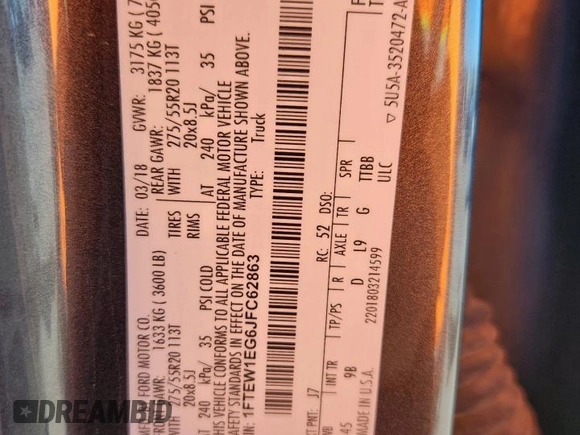 FORD MOTOR CO.
DATE: 03/18 GVWR: 3175 KG
GAWR: 1633 KG ( 3600 LB) REAR GAWR: 1837 KG
275/55R20 113T TIRES WITH 275/55R20 113T
20x8.5J RIMS 20x8.5J
AT 240 kPa/ 35 PSI COLD AT 240 kPa/ 35 PSI
THIS VEHICLE CONFORMS TO ALL APPLICABLE FEDERAL MOTOR VEHICLE
SAFETY STANDARDS IN EFFECT ON THE DATE OF MANUFACTURE SHOWN ABOVE.
1FTEW1EG6JFC62863 TYPE: Truck
PNT: J7 RC: 52 DSO:
INT TR TP/PS R AXLE TR SPR
45 9B D L9 G TTBB
2201803214599 ULC
MADE IN U.S.A. 5U5A-3520472-A
DREAMBID